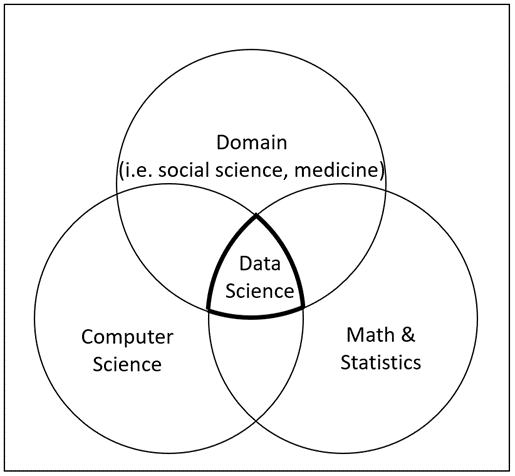 Domain
(i.e. social science, medicine)
Data
Science
Computer
Science
Math &
Statistics